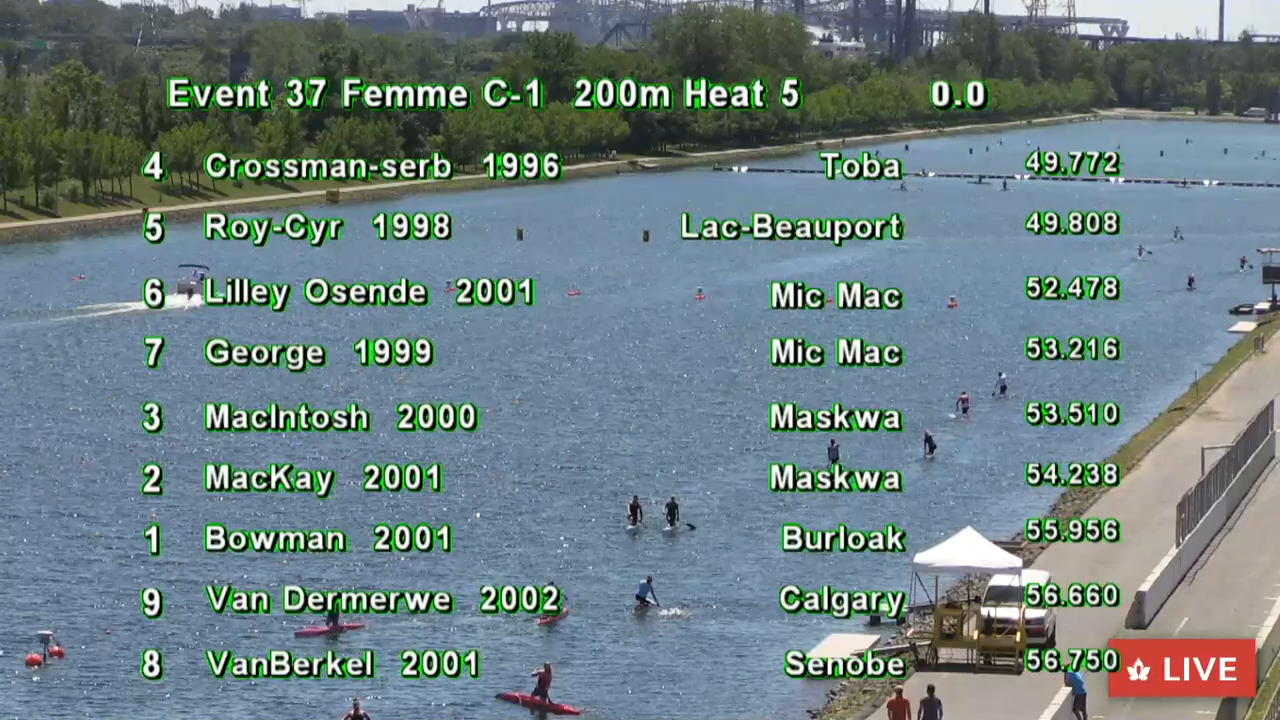 Event 37 Femme C-1 200m Heat 5 0.0
4 Crossman-serb 1996 Toba 49.772
5 Roy-Cyr 1998 Lac-Beauport 49.808
6 Lilley Osende 2001 Mic Mac 52.478
7 George 1999 Mic Mac 53.216
3 MacIntosh 2000 Maskwa 53.510
2 MacKay 2001 Maskwa 54.238
1 Bowman 2001 Burloak 55.956
9 Van Dermerwe 2002 Calgary 56.660
8 VanBerkel 2001 Senobe 56.750
LIVE